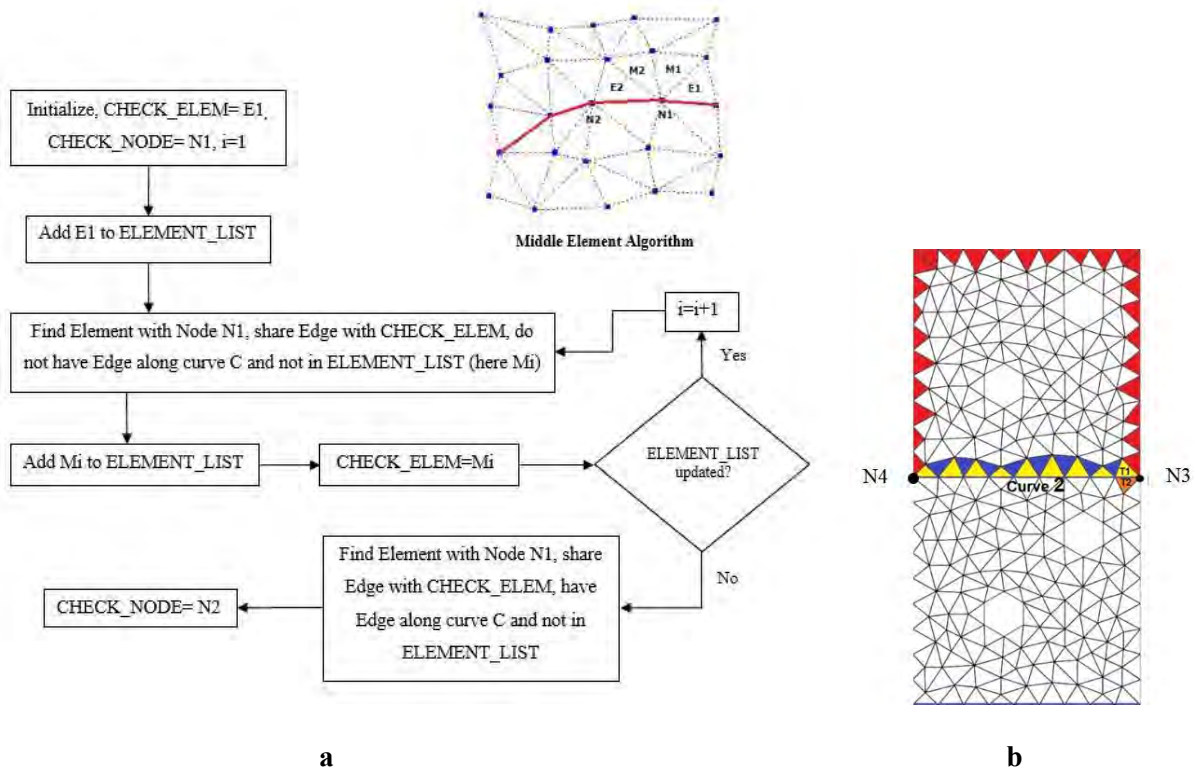 M2
M1
E2
E1
N2
N1
Middle Element Algorithm
Initialize, CHECK_ELEM= E1,
CHECK_NODE= N1, i=1
Add E1 to ELEMENT_LIST
Find Element with Node N1, share Edge with CHECK_ELEM, do
not have Edge along curve C and not in ELEMENT_LIST (here Mi)
i=i+1
Yes
Add Mi to ELEMENT_LIST
CHECK_ELEM=Mi
ELEMENT_LIST
updated?
No
Find Element with Node N1, share
Edge with CHECK_ELEM, have
Edge along curve C and not in
ELEMENT_LIST
CHECK_NODE= N2
N4
T1
T2
N3
Curve 2
a
b